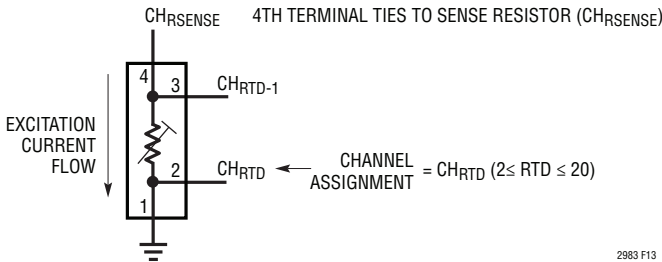 CHRSENSE
4TH TERMINAL TIES TO SENSE RESISTOR (CHRSENSE)
4
3
CHRTD-1
EXCITATION
CURRENT
FLOW
2
CHRTD
CHANNEL
ASSIGNMENT
= CHRTD (2≤ RTD ≤ 20)
1
2983 F13